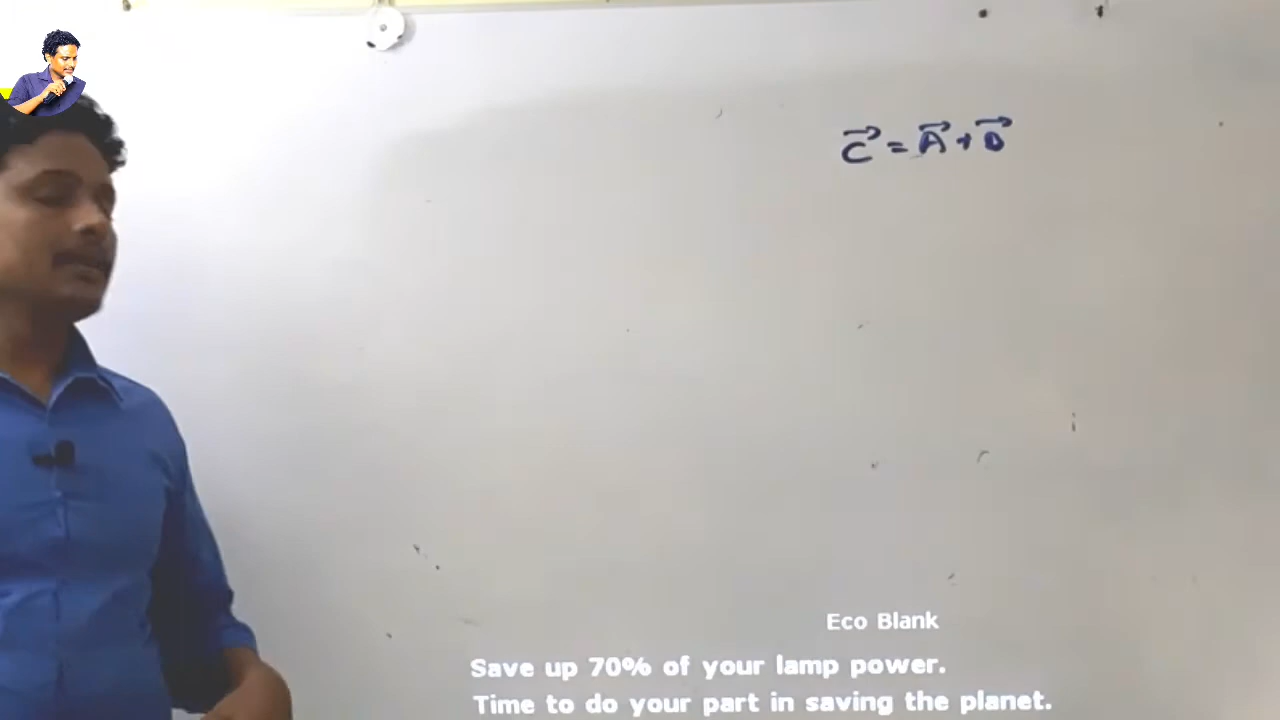 C⃗ = A⃗ + B⃗
Eco Blank
Save up 70% of your lamp power.
Time to do your part in saving the planet.